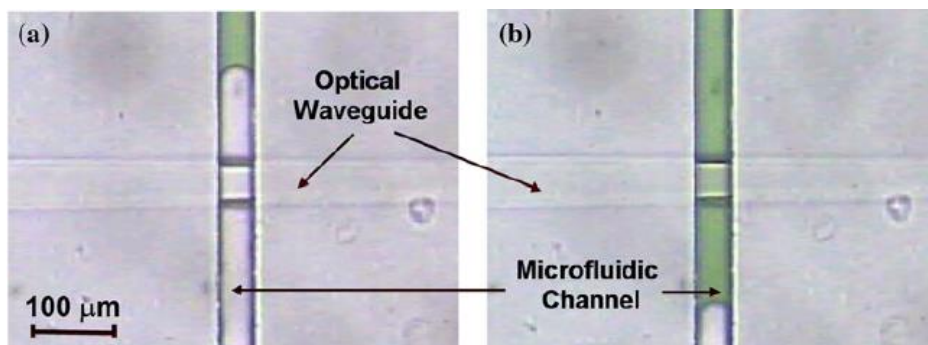 (a)
Optical
Waveguide
(b)
Microfluidic
Channel
100 μm